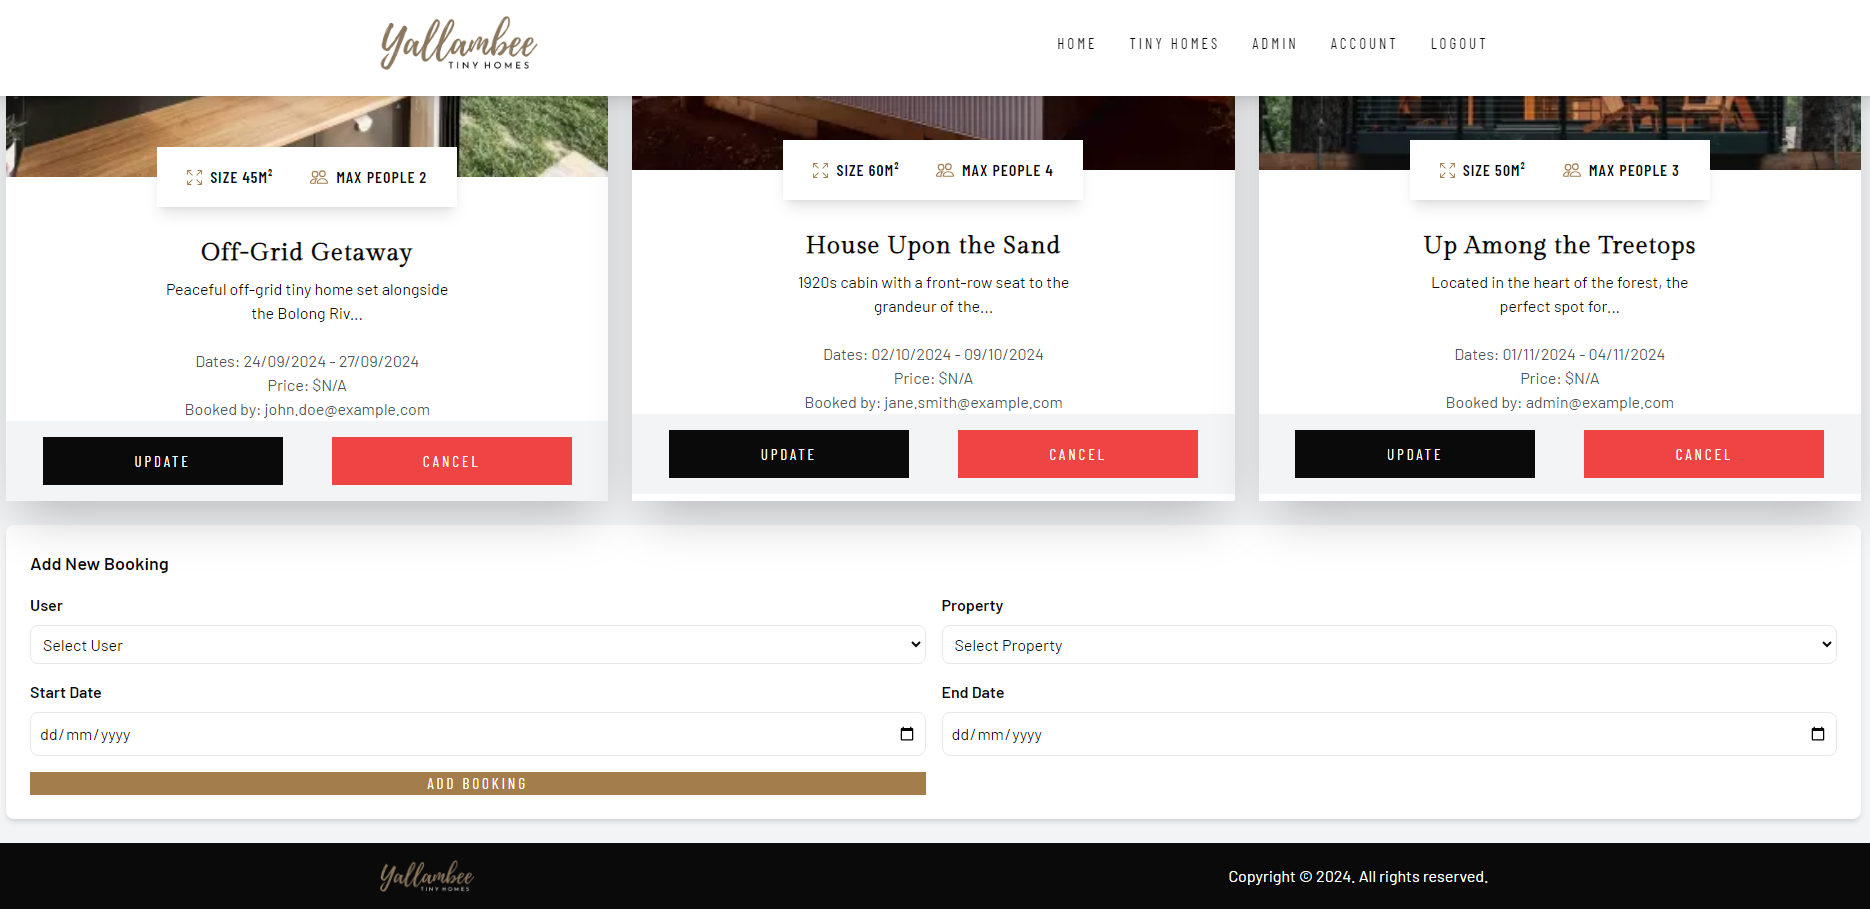 Yallambee
TINY HOMES
HOME TINY HOMES ADMIN ACCOUNT LOGOUT
SIZE 45M² MAX PEOPLE 2
Off-Grid Getaway
Peaceful off-grid tiny home set alongside
the Bolong Riv...
Dates: 24/09/2024 - 27/09/2024
Price: $N/A
Booked by: john.doe@example.com
UPDATE CANCEL
SIZE 60M² MAX PEOPLE 4
House Upon the Sand
1920s cabin with a front-row seat to the
grandeur of the...
Dates: 02/10/2024 - 09/10/2024
Price: $N/A
Booked by: jane.smith@example.com
UPDATE CANCEL
SIZE 50M² MAX PEOPLE 3
Up Among the Treetops
Located in the heart of the forest, the
perfect spot for...
Dates: 01/11/2024 - 04/11/2024
Price: $N/A
Booked by: admin@example.com
UPDATE CANCEL
Add New Booking
User
Select User
Property
Select Property
Start Date
dd/mm/yyyy
End Date
dd/mm/yyyy
ADD BOOKING
Yallambee
TINY HOMES
Copyright © 2024. All rights reserved.